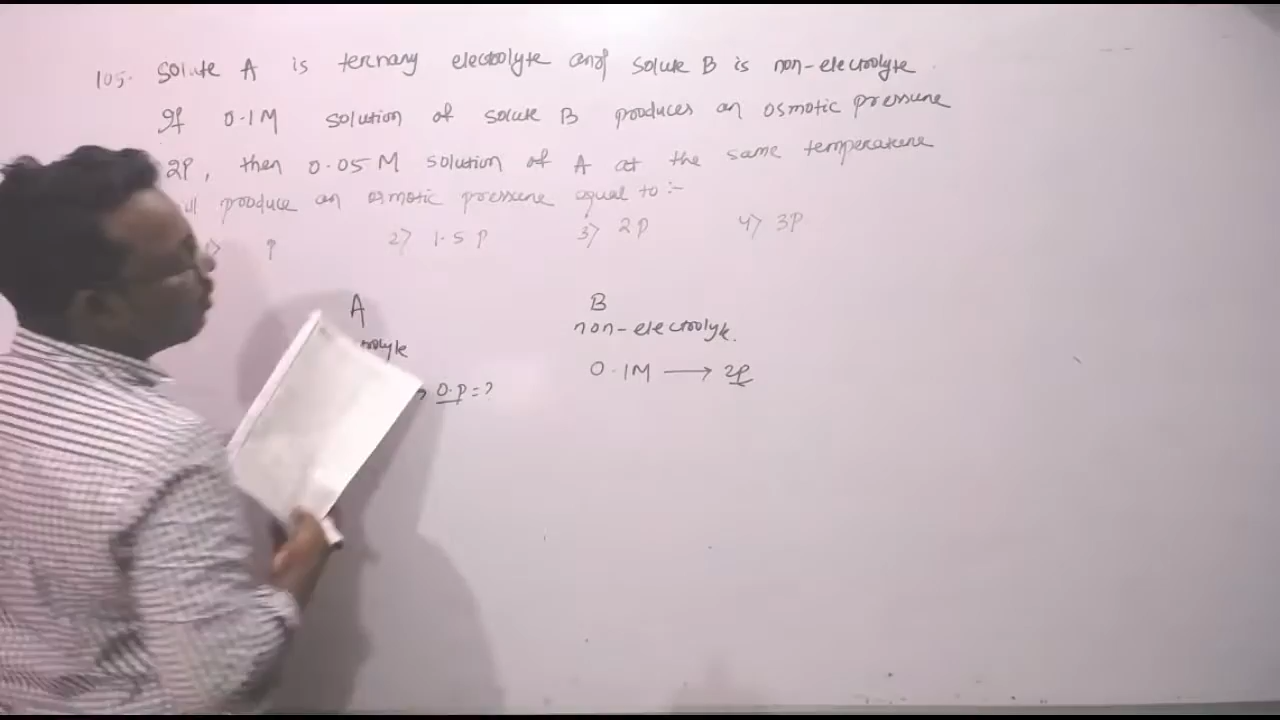 105. Solute A is ternary electrolyte and solute B is non-electrolyte.
If 0.1M solution of solute B produces an osmotic pressure
2P, then 0.05 M solution of A at the same temperature
produce an osmotic pressure equal to :-
P 2> 1.5 P 3> 2P 4> 3P
A B
non-electrolyte.
0.1M → 2P
O.P = ?